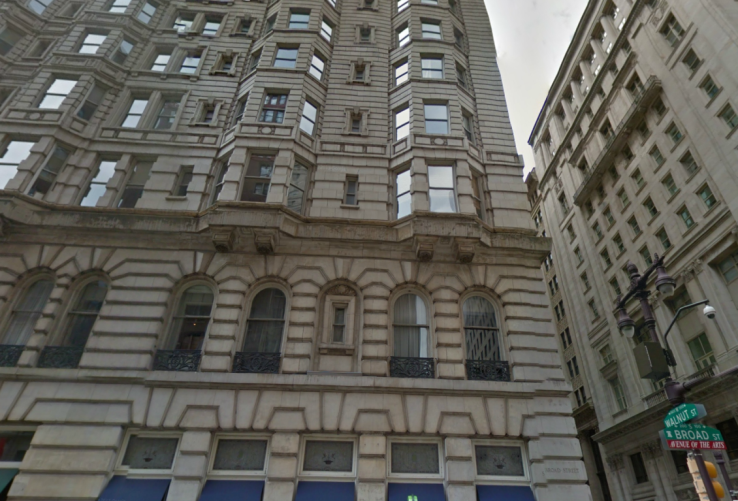 WALNUT ST
S BROAD ST
AVENUE OF THE ARTS